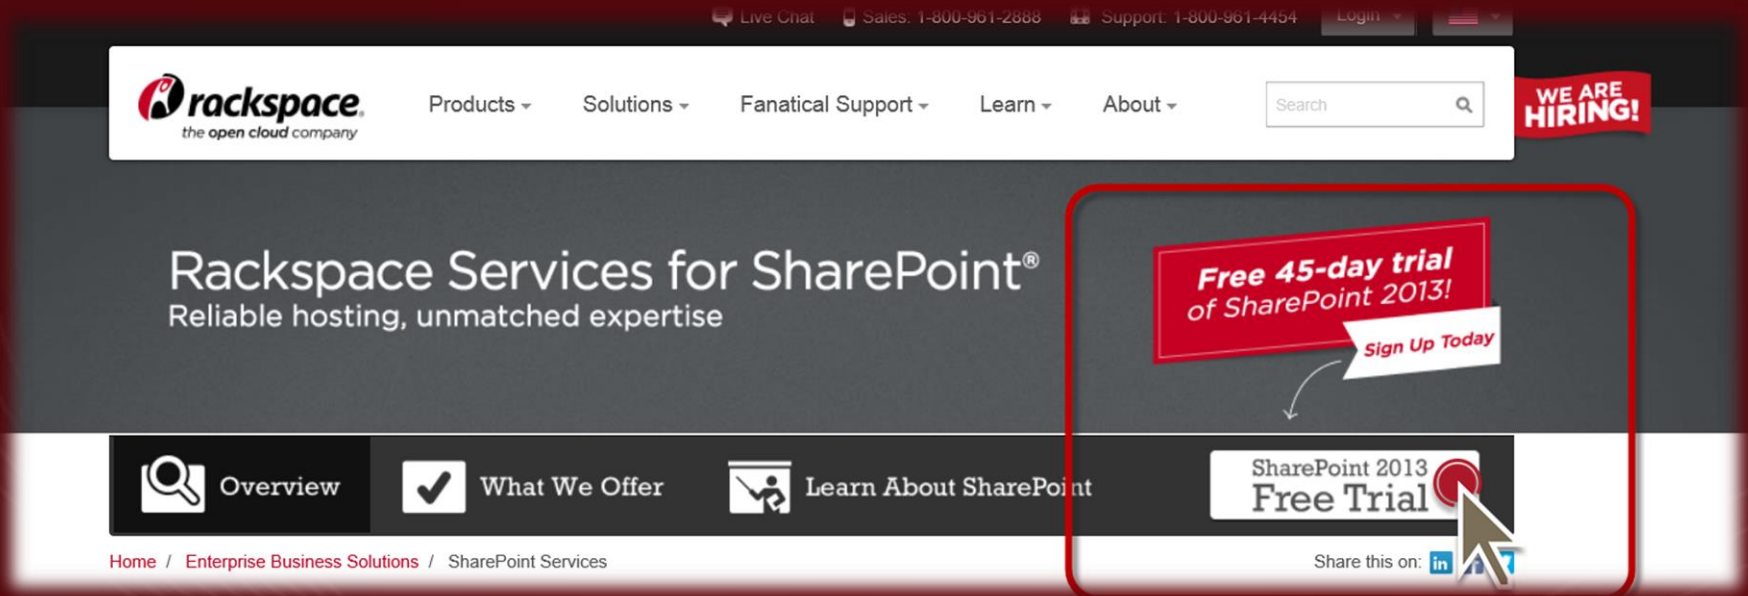 Live Chat
Sales: 1-800-961-2888
Support: 1-800-961-4454
Login
rackspace.
the open cloud company
Products
Solutions
Fanatical Support
Learn
About
Search
WE ARE
HIRING!
Rackspace Services for SharePoint®
Reliable hosting, unmatched expertise
Free 45-day trial
of SharePoint 2013!
Sign Up Today
Overview
What We Offer
Learn About SharePoint
SharePoint 2013
Free Trial
Home / Enterprise Business Solutions / SharePoint Services
Share this on: in